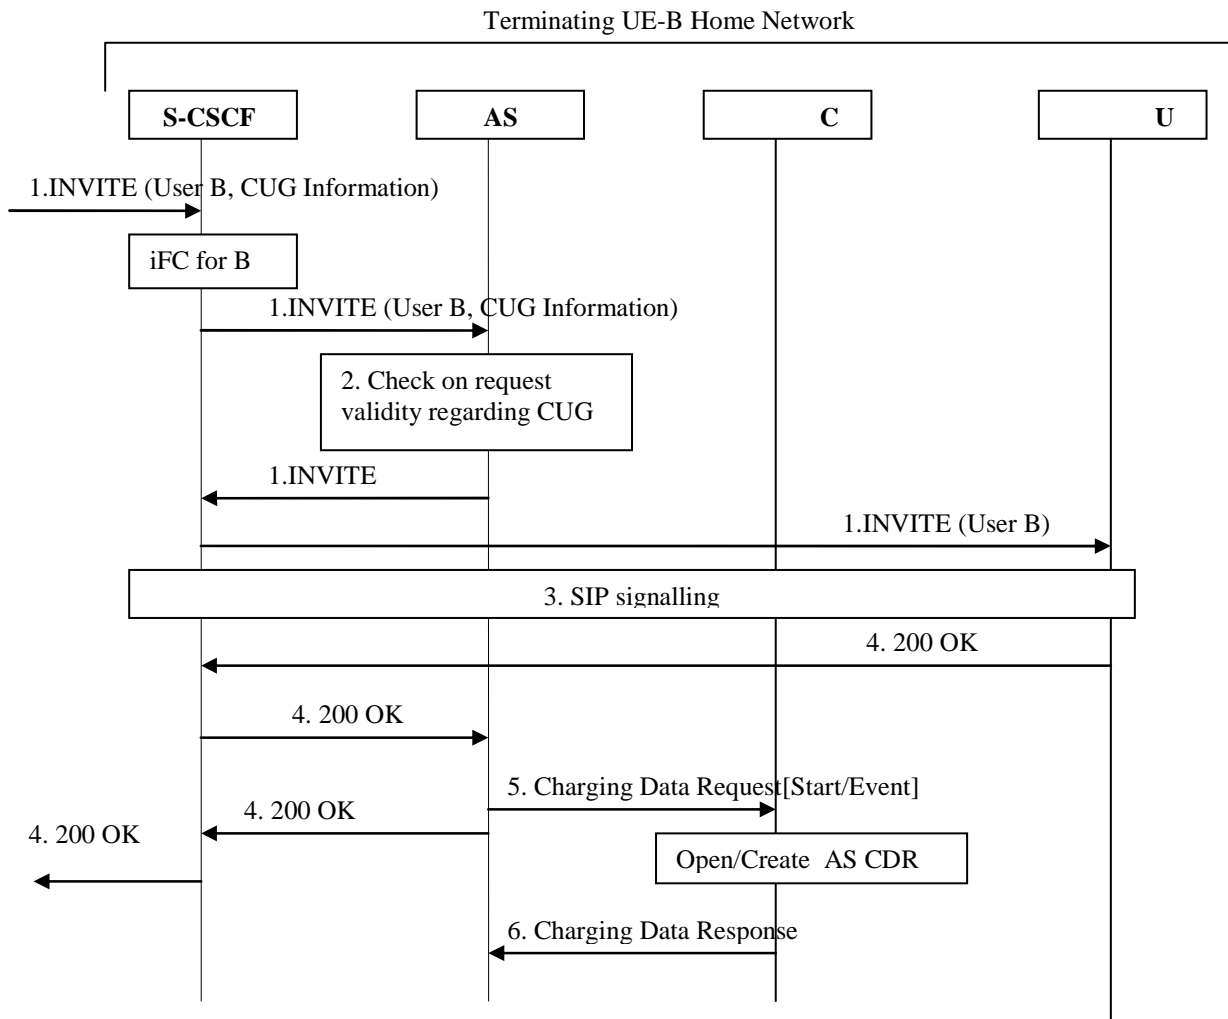 Terminating UE-B Home Network
S-CSCF
AS
C
U
1.INVITE (User B, CUG Information)
iFC for B
1.INVITE (User B, CUG Information)
2. Check on request
validity regarding CUG
1.INVITE
1.INVITE (User B)
3. SIP signalling
4. 200 OK
4. 200 OK
5. Charging Data Request[Start/Event]
4. 200 OK
4. 200 OK
Open/Create AS CDR
6. Charging Data Response